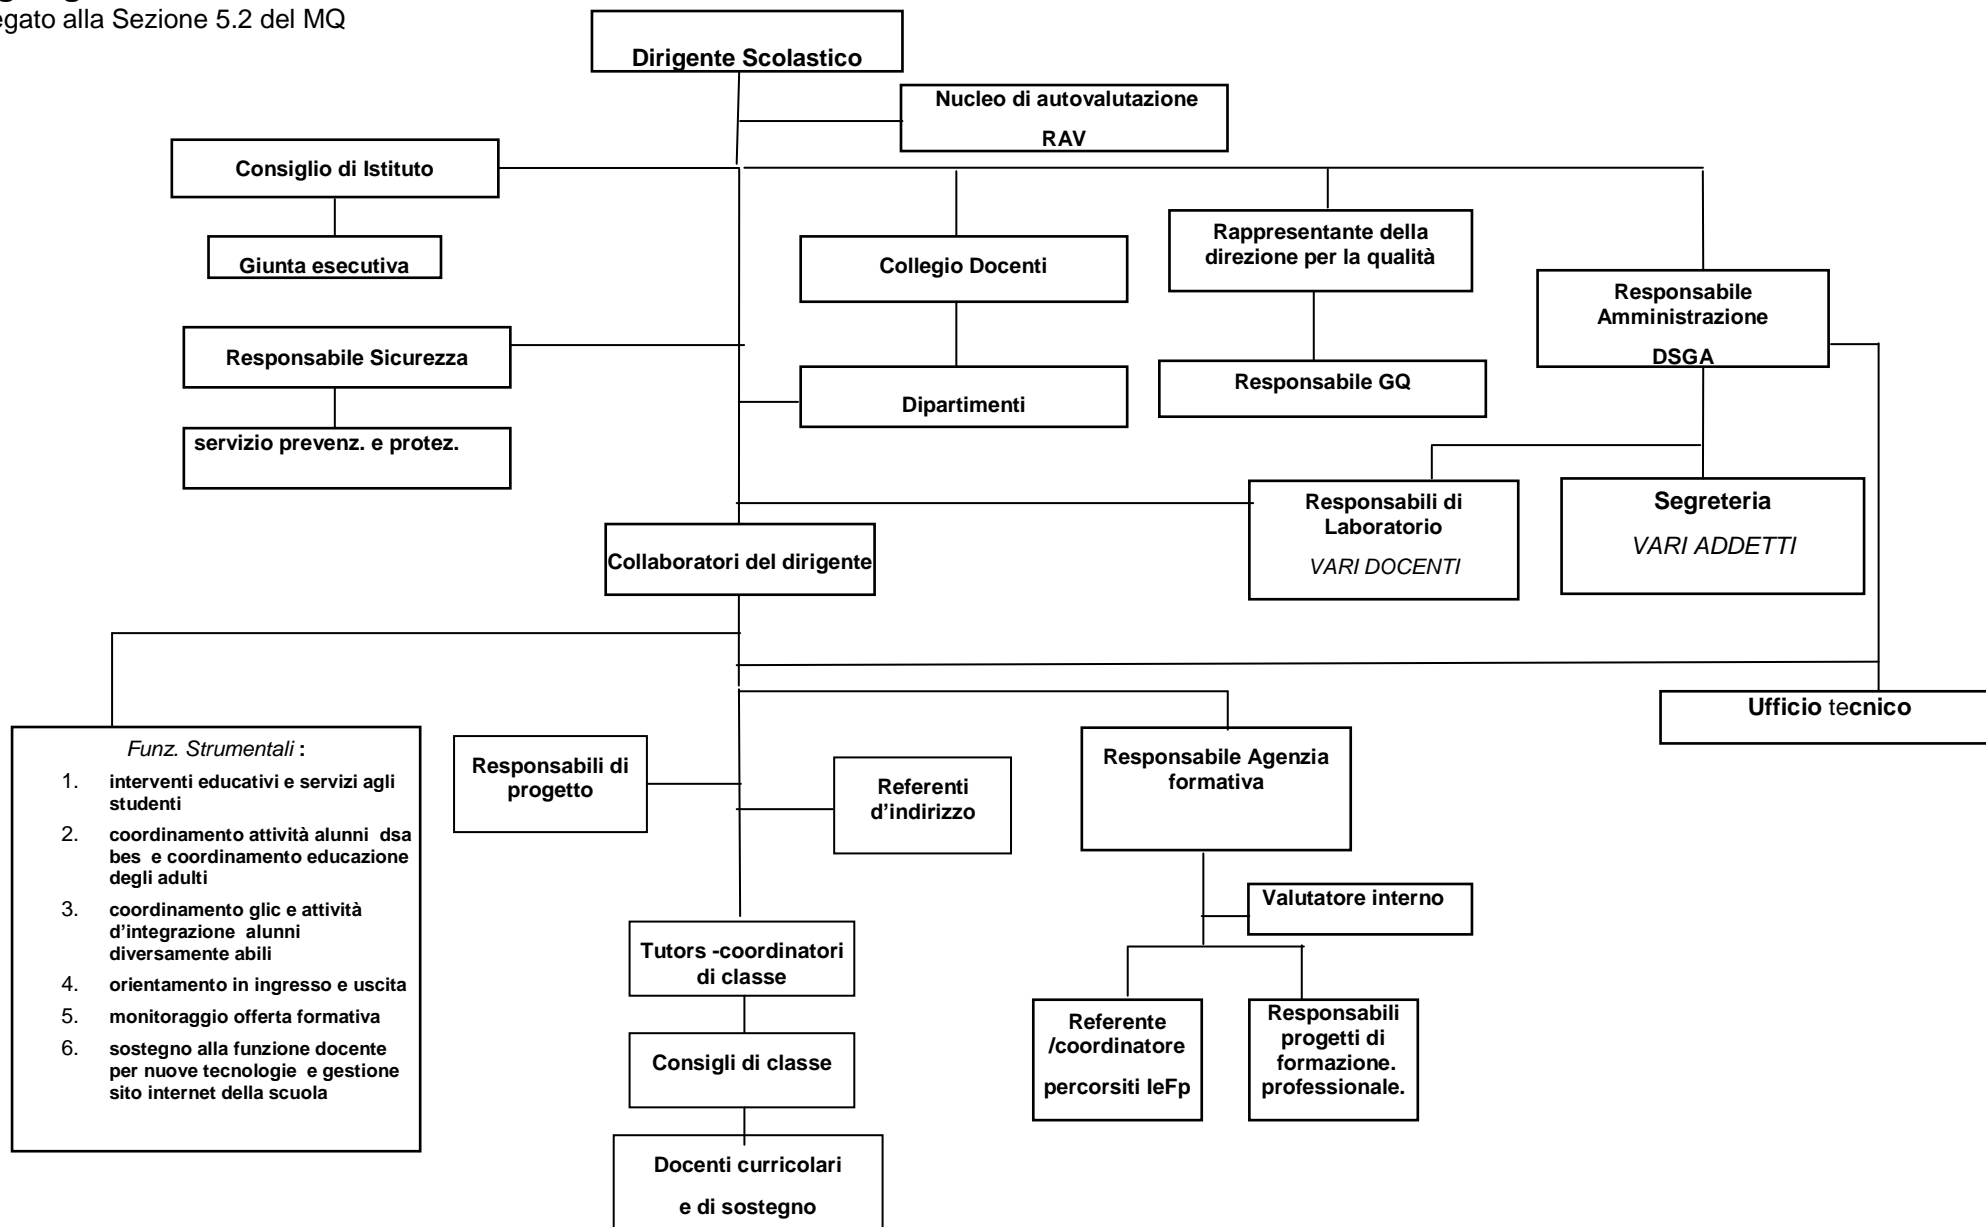 egato alla Sezione 5.2 del MQ
Dirigente Scolastico
Nucleo di autovalutazione
RAV
Consiglio di Istituto
Giunta esecutiva
Collegio Docenti
Rappresentante della
direzione per la qualità
Responsabile
Amministrazione
DSGA
Responsabile Sicurezza
servizio prevenz. e protez.
Dipartimenti
Responsabile GQ
Responsabili di
Laboratorio
VARI DOCENTI
Segreteria
VARI ADDETTI
Collaboratori del dirigente
Ufficio tecnico
Funz. Strumentali :
1. interventi educativi e servizi agli
studenti
2. coordinamento attività alunni dsa
bes e coordinamento educazione
degli adulti
3. coordinamento glic e attività
d’integrazione alunni
diversamente abili
4. orientamento in ingresso e uscita
5. monitoraggio offerta formativa
6. sostegno alla funzione docente
per nuove tecnologie e gestione
sito internet della scuola
Responsabili di
progetto
Referenti
d’indirizzo
Responsabile Agenzia
formativa
Valutatore interno
Tutors -coordinatori
di classe
Consigli di classe
Docenti curricolari
e di sostegno
Referente
/coordinatore
percorsiti IeFp
Responsabili
progetti di
formazione.
professionale.